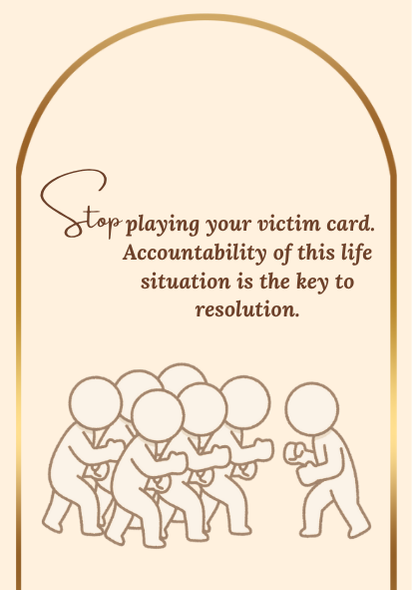 Stop playing your victim card.
Accountability of this life
situation is the key to
resolution.